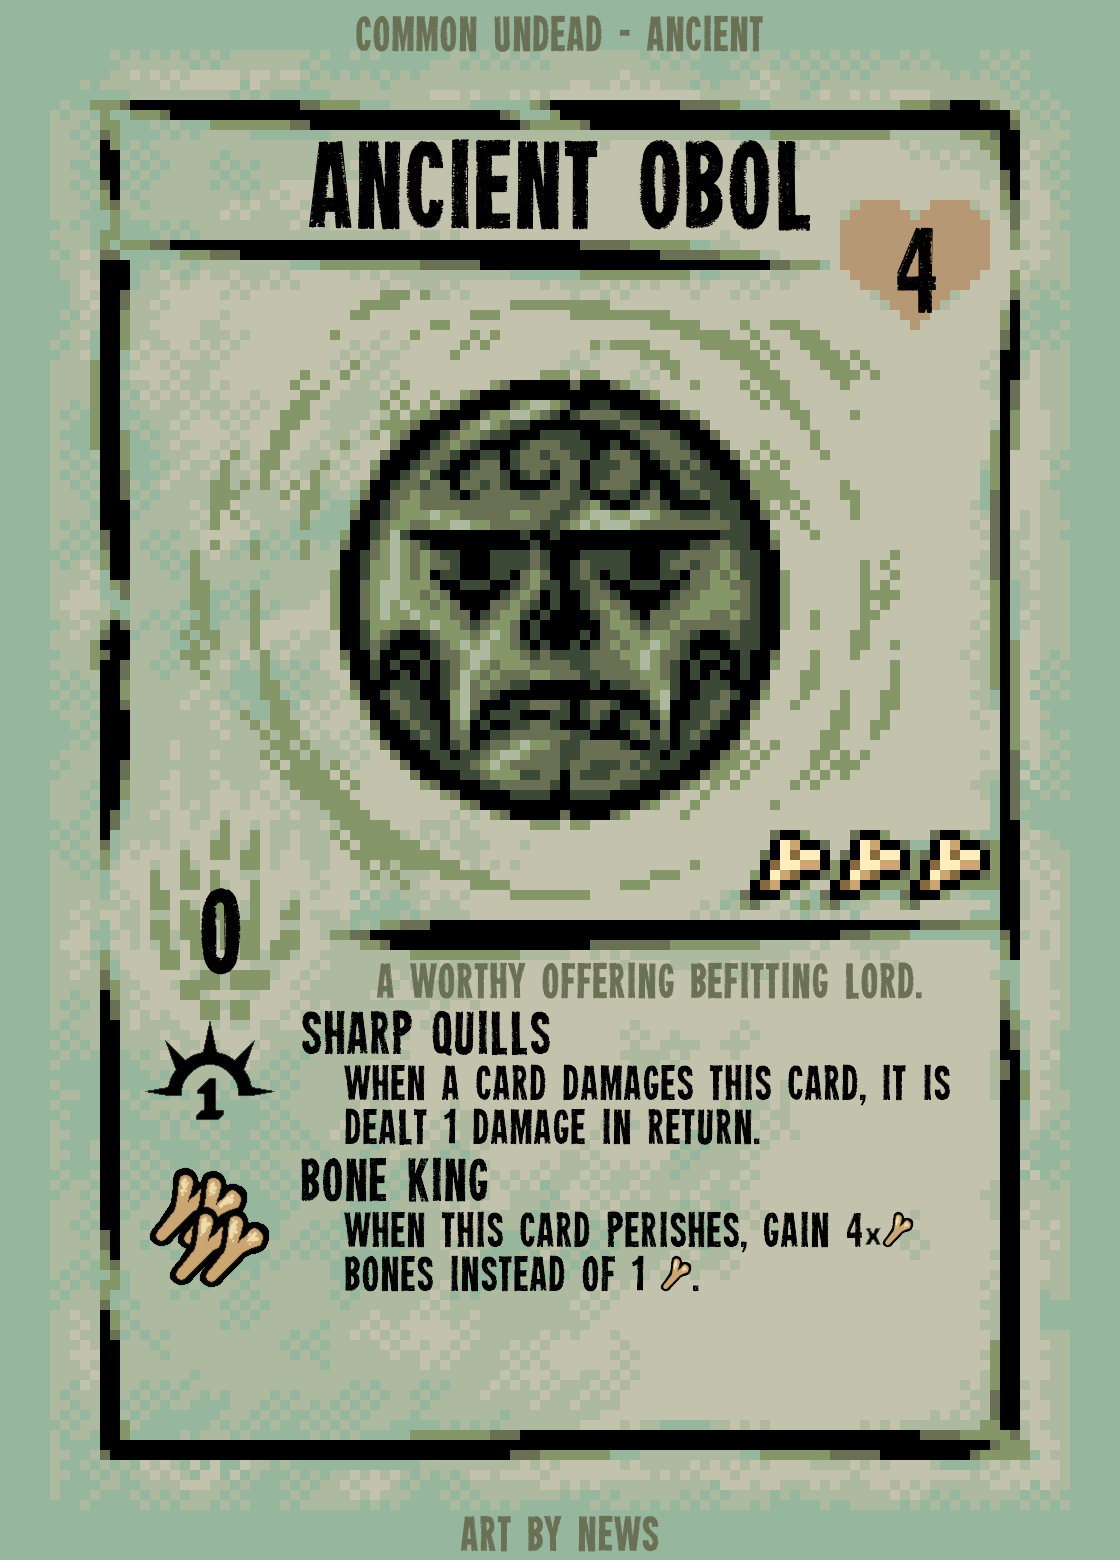 COMMON UNDEAD - ANCIENT
ANCIENT OBOL
4
0
A WORTHY OFFERING BEFITTING LORD.
SHARP QUILLS
WHEN A CARD DAMAGES THIS CARD, IT IS
1
DEALT 1 DAMAGE IN RETURN.
BONE KING
WHEN THIS CARD PERISHES, GAIN 4x
BONES INSTEAD OF 1 .
ART BY NEWS